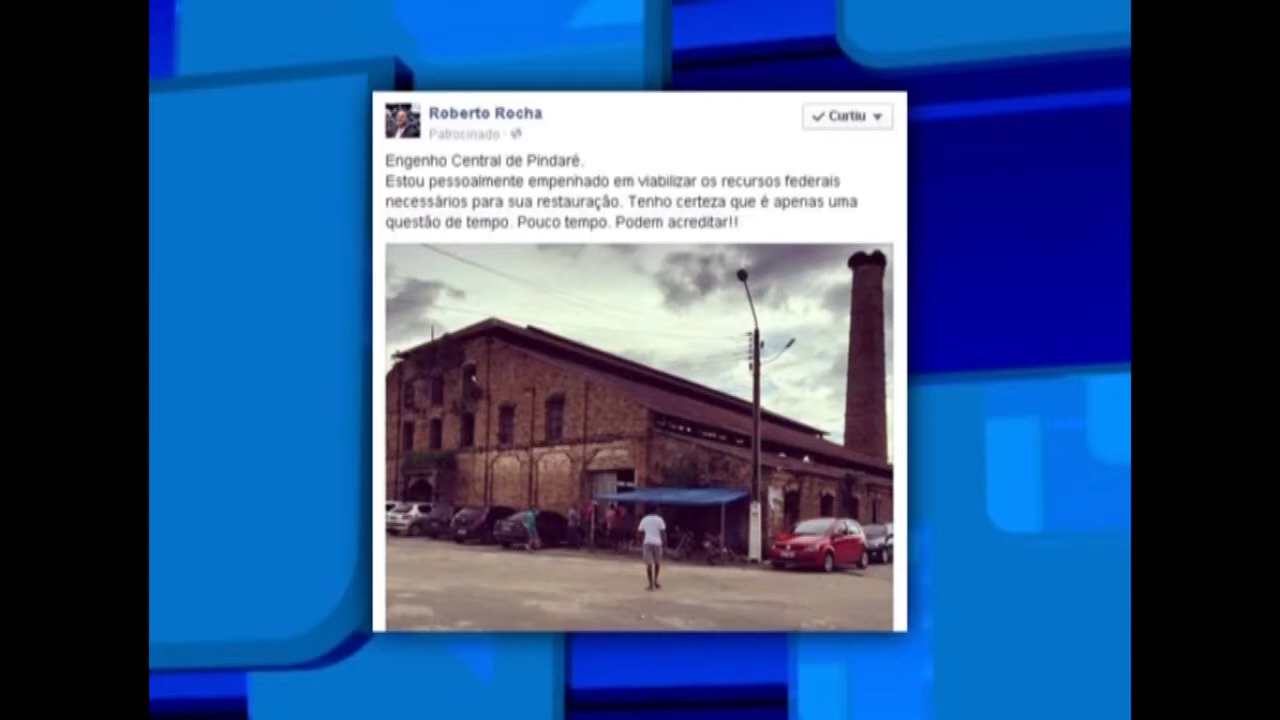 Roberto Rocha
✓ Curtiu ▼
Patrocinado ·
Engenho Central de Pindaré.
Estou pessoalmente empenhado em viabilizar os recursos federais
necessários para sua restauração. Tenho certeza que é apenas uma
questão de tempo. Pouco tempo. Podem acreditar!!